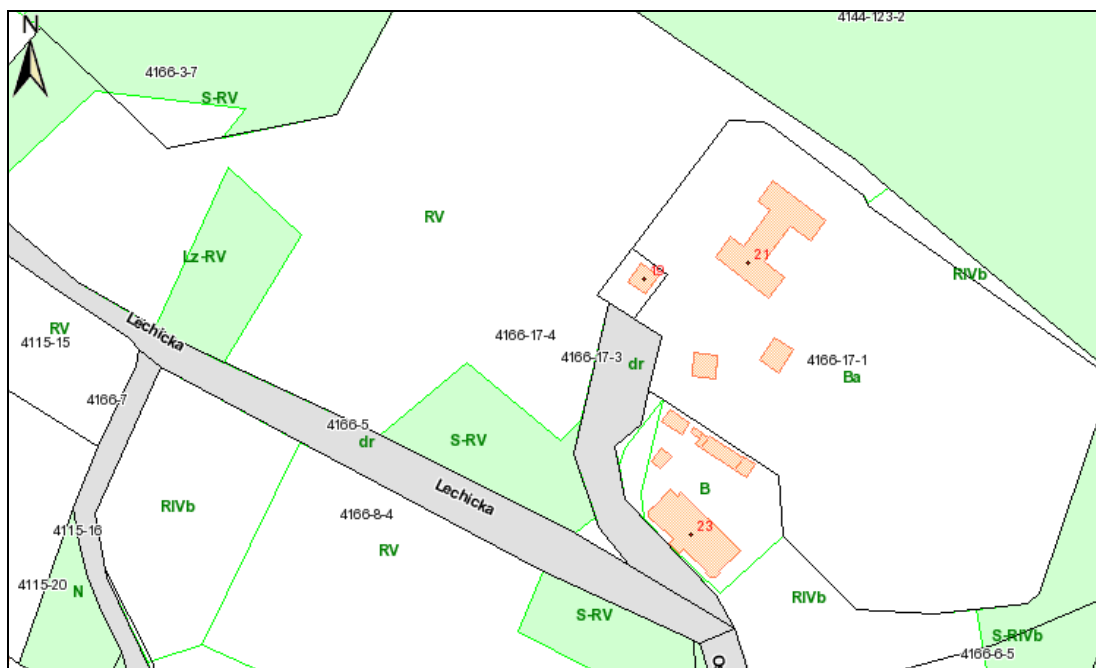 N
4144-123-2
4166-3-7
S-RV
RV
Lz-RV
19
21
RIVb
Lechicka
RV
4115-15
4166-17-4
4166-17-3
dr
4166-17-1
Ba
4166-7
4166-5
dr
S-RV
Lechicka
B
RIVb
4166-8-4
23
4115-16
RV
4115-20
N
RIVb
S-RV
S-RIVb
4166-6-5